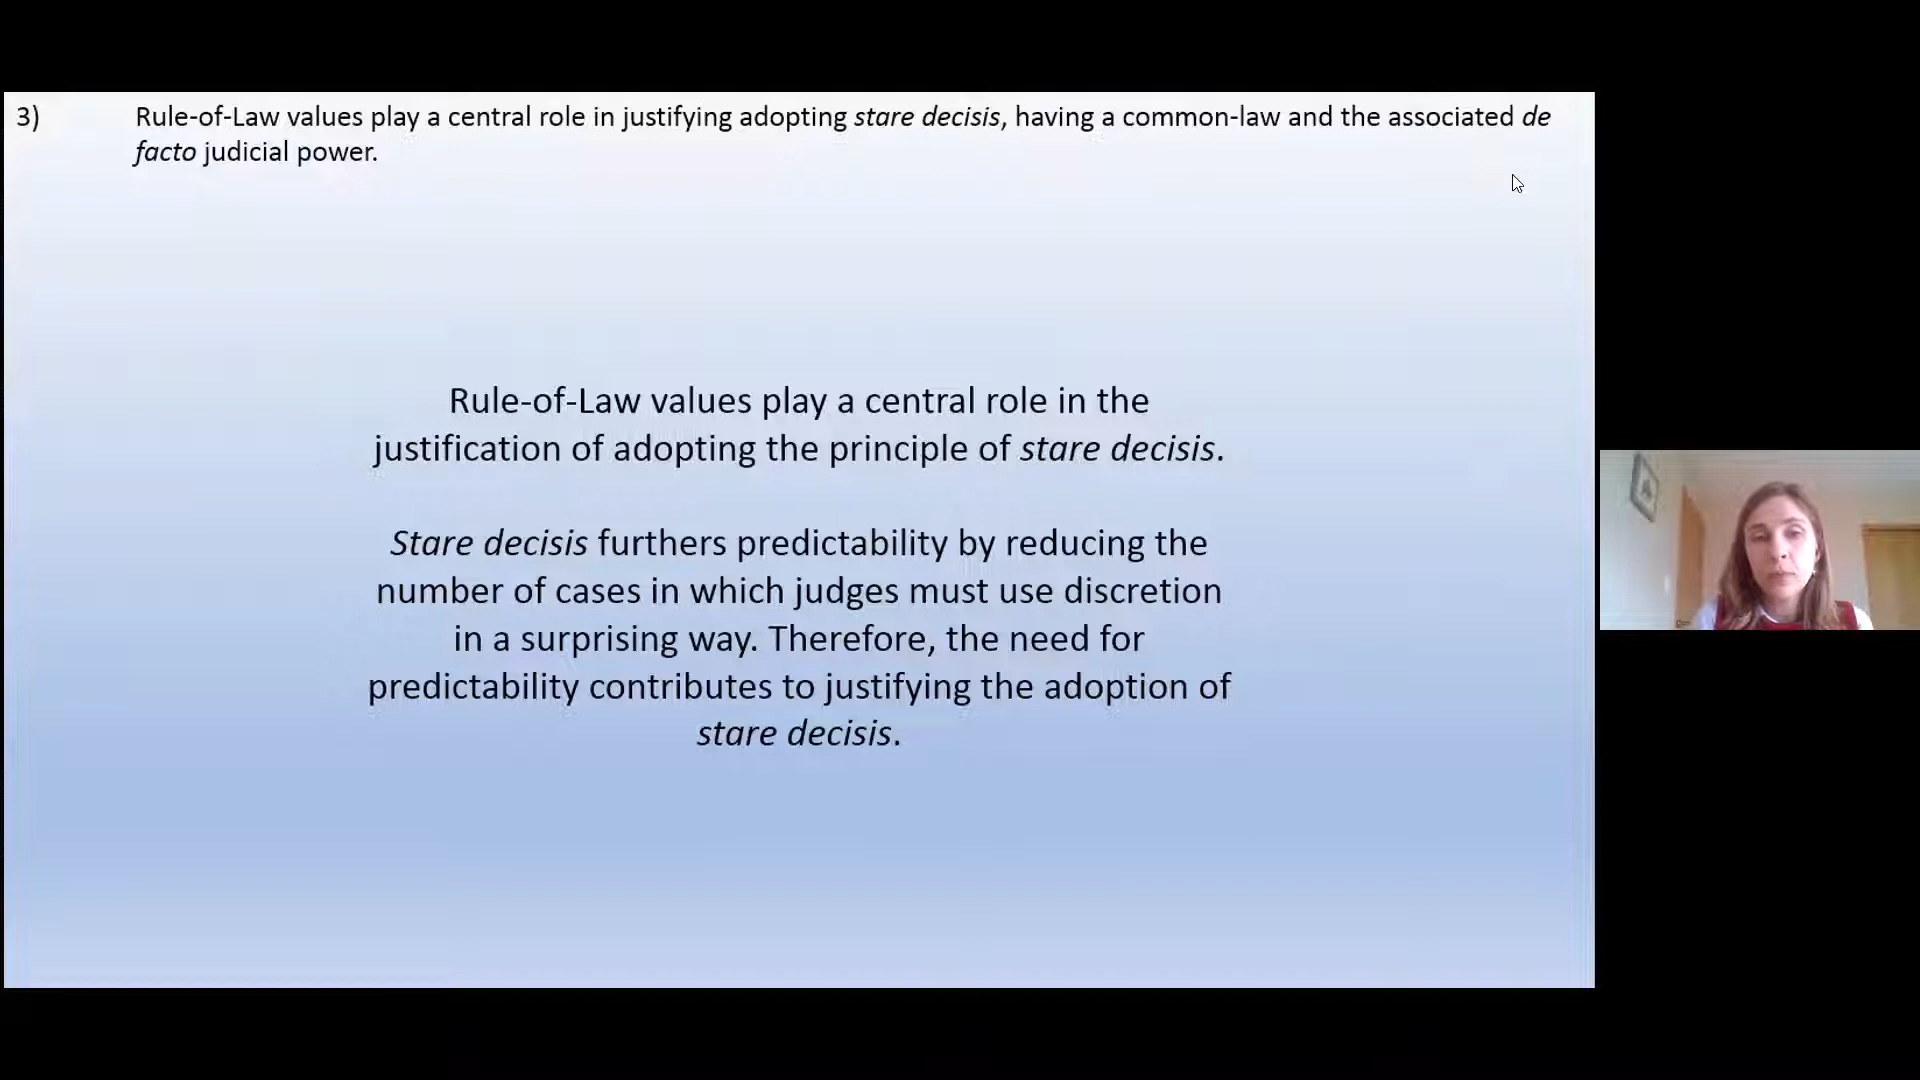 3) Rule-of-Law values play a central role in justifying adopting stare decisis, having a common-law and the associated de
facto judicial power.
Rule-of-Law values play a central role in the
justification of adopting the principle of stare decisis.
Stare decisis furthers predictability by reducing the
number of cases in which judges must use discretion
in a surprising way. Therefore, the need for
predictability contributes to justifying the adoption of
stare decisis.